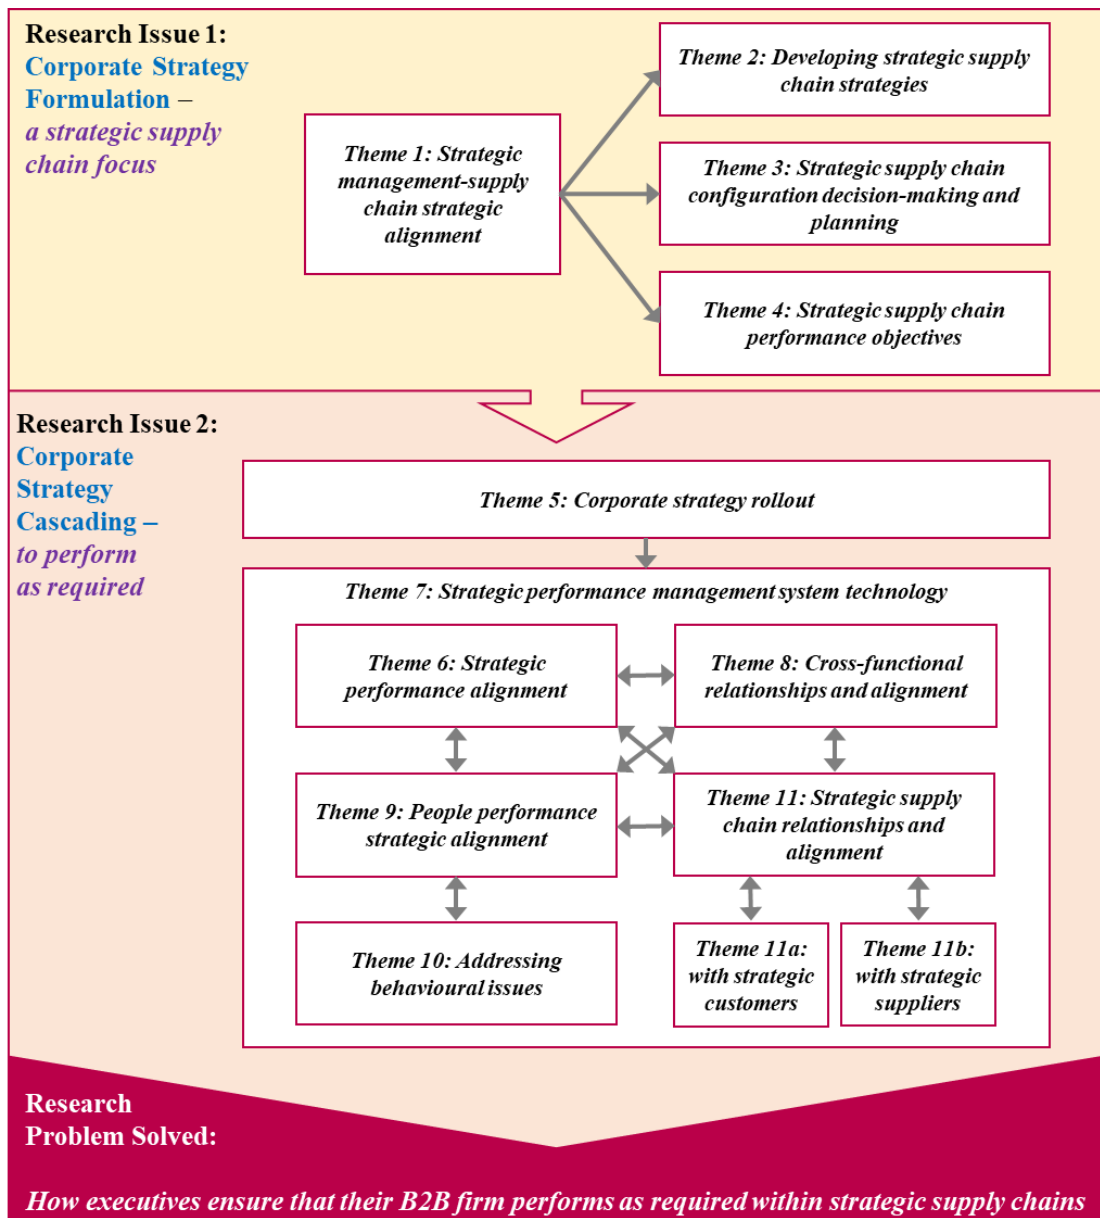 Research Issue 1:
Corporate Strategy
Formulation –
a strategic supply
chain focus
Theme 1: Strategic
management-supply
chain strategic
alignment
Theme 2: Developing strategic supply
chain strategies
Theme 3: Strategic supply chain
configuration decision-making and
planning
Theme 4: Strategic supply chain
performance objectives
Research Issue 2:
Corporate
Strategy
Cascading –
to perform
as required
Theme 5: Corporate strategy rollout
Theme 7: Strategic performance management system technology
Theme 6: Strategic
performance alignment
Theme 8: Cross-functional
relationships and alignment
Theme 9: People performance
strategic alignment
Theme 11: Strategic supply
chain relationships and
alignment
Theme 10: Addressing
behavioural issues
Theme 11a:
with strategic
customers
Theme 11b:
with strategic
suppliers
Research
Problem Solved:
How executives ensure that their B2B firm performs as required within strategic supply chains